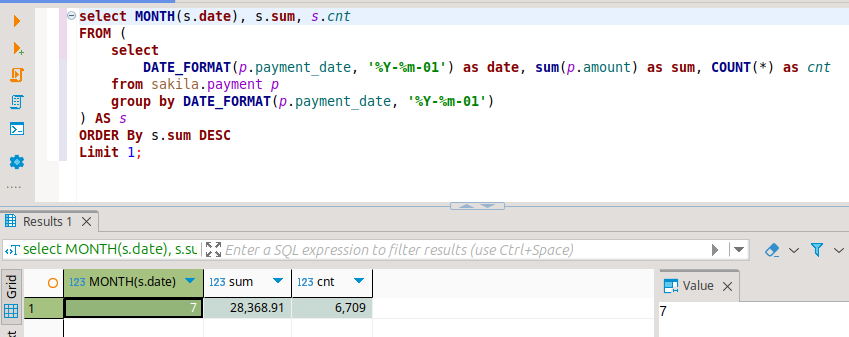 select MONTH(s.date), s.sum, s.cnt
FROM (
select
DATE_FORMAT(p.payment_date, '%Y-%m-01') as date, sum(p.amount) as sum, COUNT(*) as cnt
from sakila.payment p
group by DATE_FORMAT(p.payment_date, '%Y-%m-01')
) AS s
ORDER By s.sum DESC
Limit 1;
Results 1
select MONTH(s.date), s.su
Enter a SQL expression to filter results (use Ctrl+Space)
Grid
123 MONTH(s.date) 123 sum 123 cnt
1 7 28,368.91 6,709
Value
7